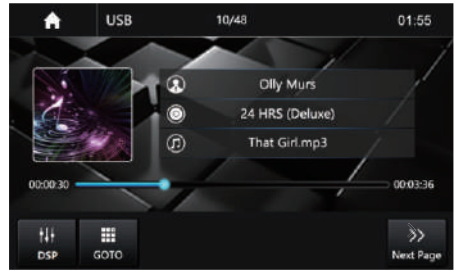 USB 10/48 01:55
Olly Murs
24 HRS (Deluxe)
That Girl.mp3
00:00:30 00:03:36
DSP GOTO Next Page